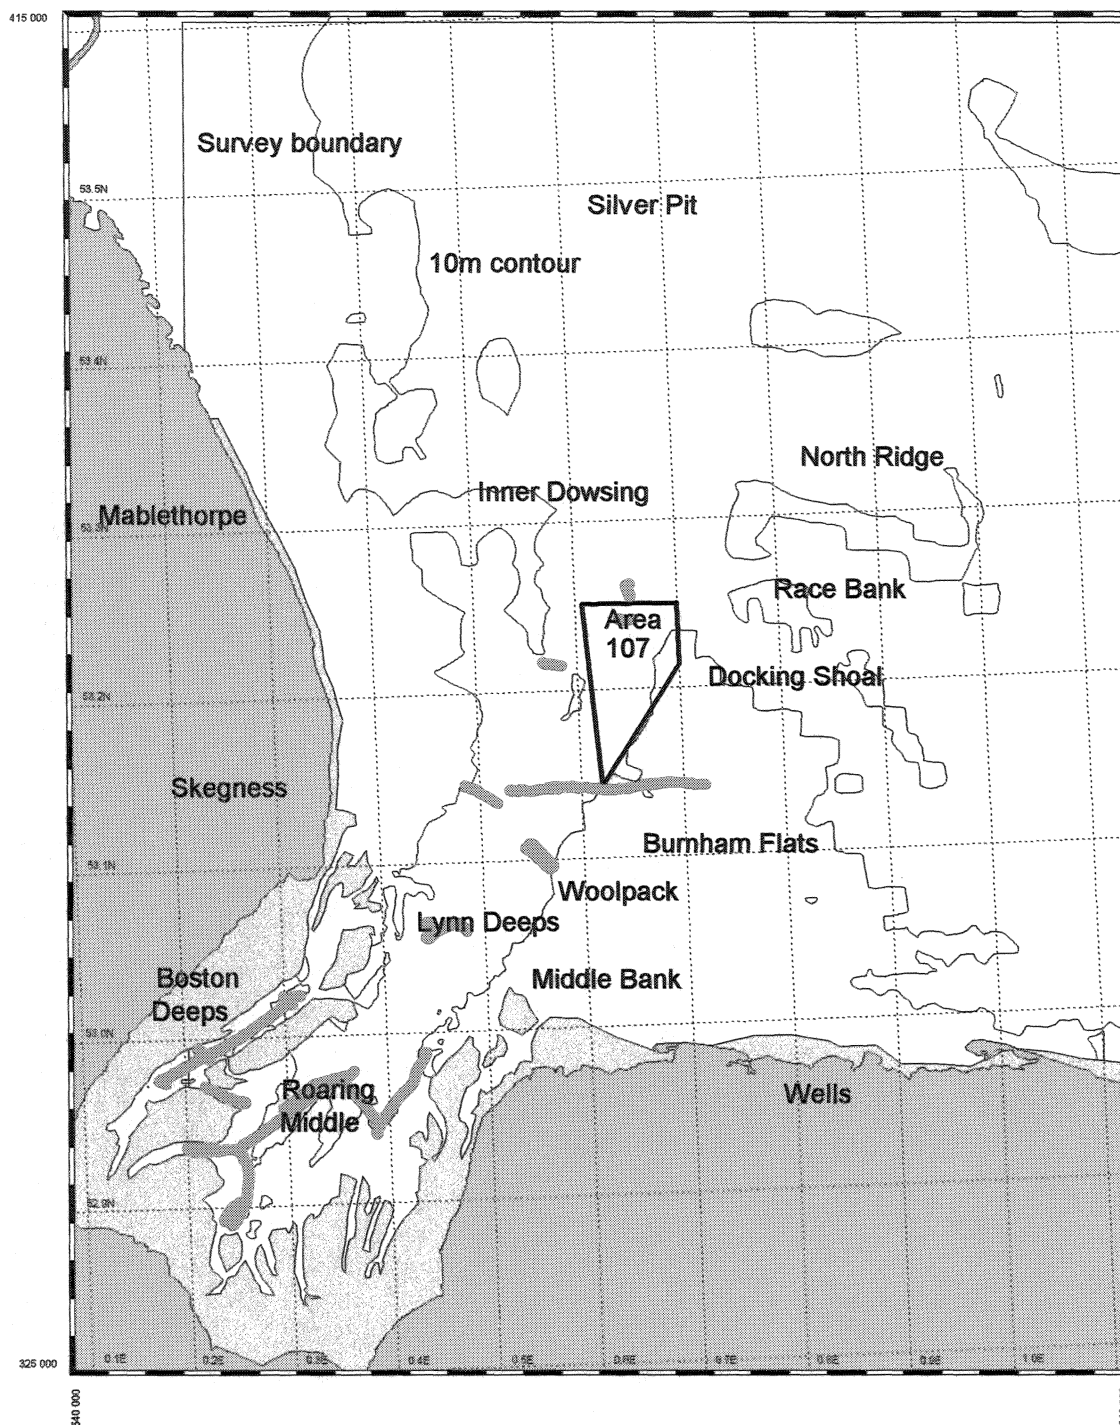 415 000
Survey boundary
53.5N
Silver Pit
10m contour
53.4N
North Ridge
Inner Dowsing
Mablethorpe
53.3N
Race Bank
Area
107
Docking Shoal
53.2N
Skegness
Burnham Flats
53.1N
Woolpack
Lynn Deeps
Boston
Deeps
Middle Bank
53.0N
Roaring
Middle
Wells
52.9N
325 000
0.1E
0.2E
0.3E
0.4E
0.5E
0.6E
0.7E
0.8E
0.9E
1.0E